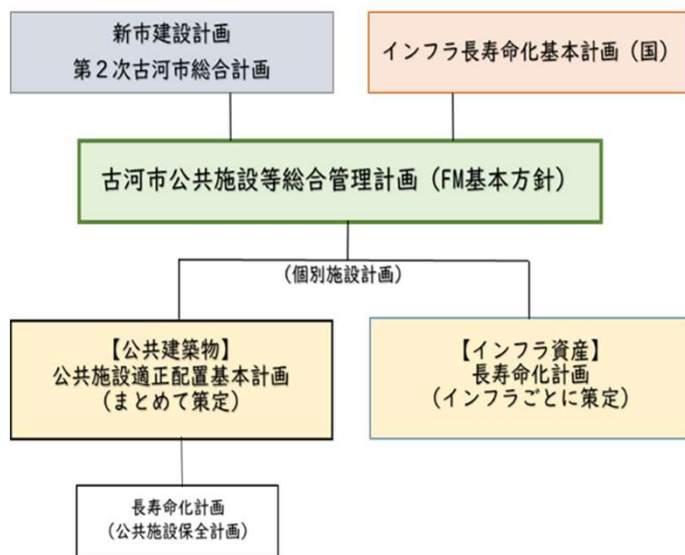 新市建設計画
第２次古河市総合計画
インフラ長寿命化基本計画（国）
古河市公共施設等総合管理計画（FM基本方針）
(個別施設計画)
【公共建築物】
公共施設適正配置基本計画
(まとめて策定)
【インフラ資産】
長寿命化計画
(インフラごとに策定)
長寿命化計画
(公共施設保全計画)